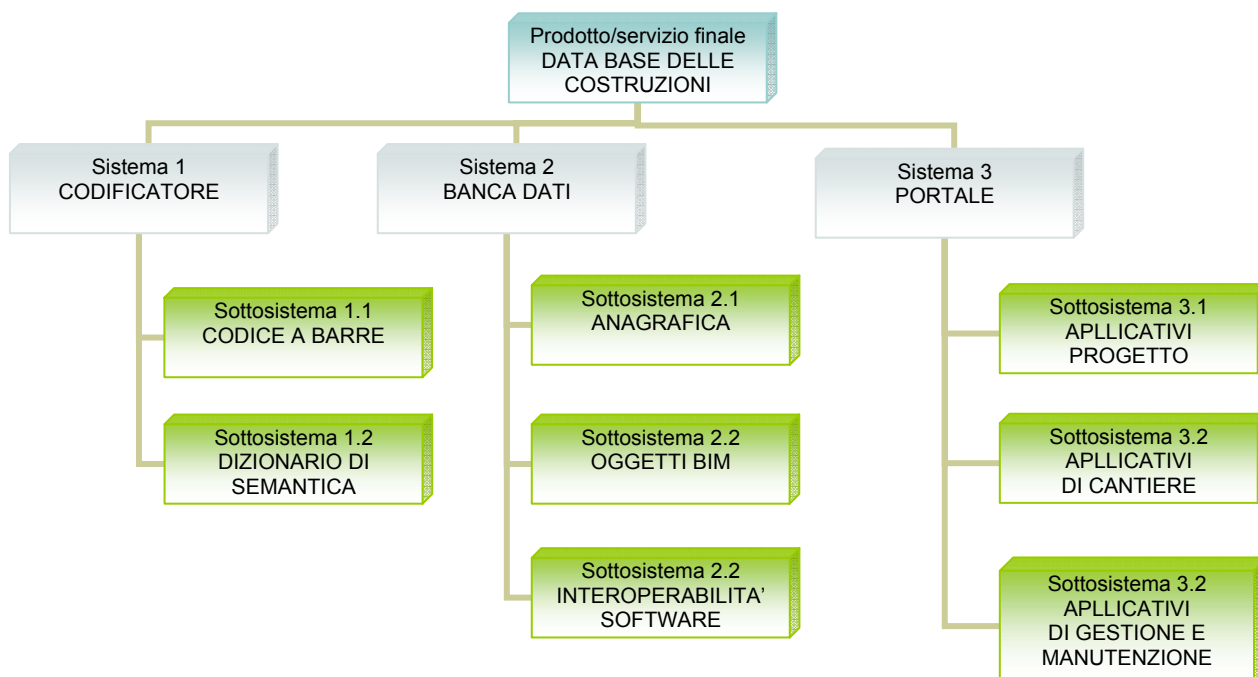 Prodotto/servizio finale
DATA BASE DELLE
COSTRUZIONI
Sistema 1
CODIFICATORE
Sistema 2
BANCA DATI
Sistema 3
PORTALE
Sottosistema 1.1
CODICE A BARRE
Sottosistema 1.2
DIZIONARIO DI
SEMANTICA
Sottosistema 2.1
ANAGRAFICA
Sottosistema 2.2
OGGETTI BIM
Sottosistema 2.2
INTEROPERABILITA'
SOFTWARE
Sottosistema 3.1
APLLICATIVI
PROGETTO
Sottosistema 3.2
APLLICATIVI
DI CANTIERE
Sottosistema 3.2
APLLICATIVI
DI GESTIONE E
MANUTENZIONE